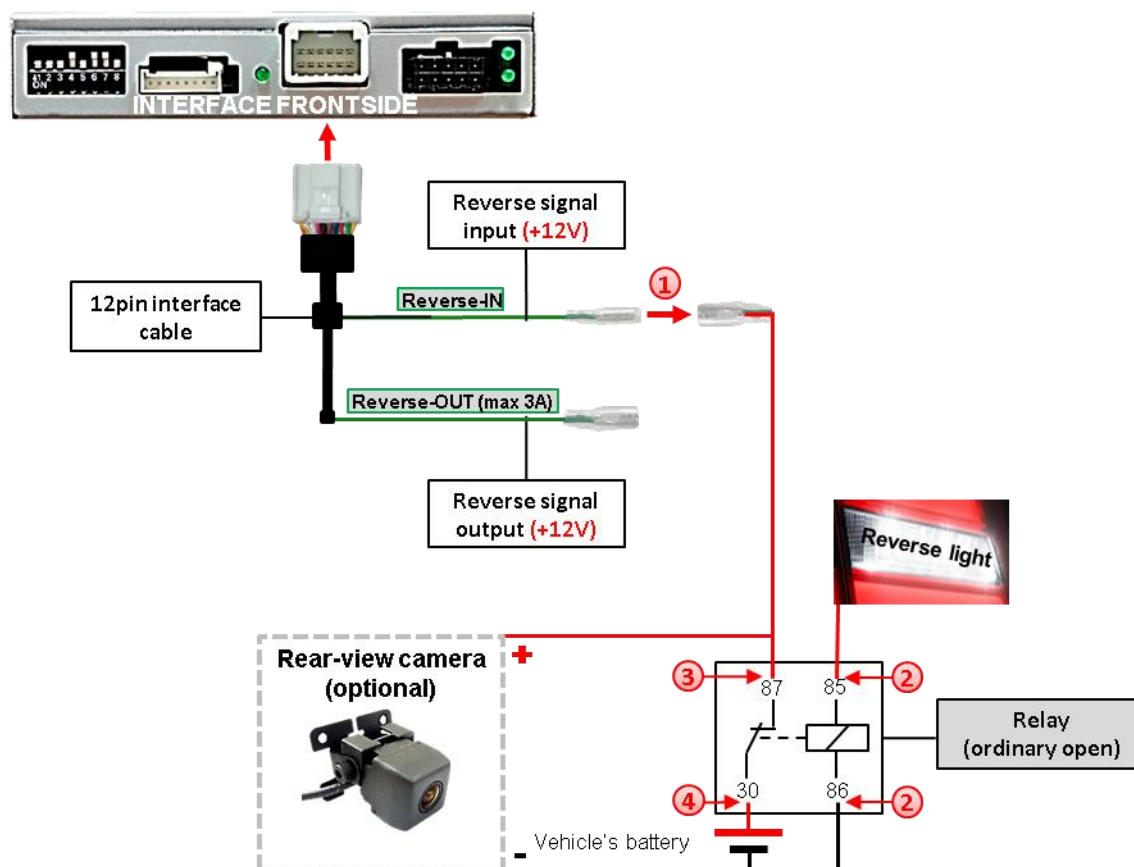 41 2 3 4 5 6 7 8
ON
INTERFACE FRONTSIDE
Reverse signal
input (+12V)
1
12pin interface
cable
Reverse-IN
Reverse-OUT (max 3A)
Reverse signal
output (+12V)
Reverse light
Rear-view camera
(optional)
+
3
87
85
2
Relay
(ordinary open)
4
30
86
2
- Vehicle's battery